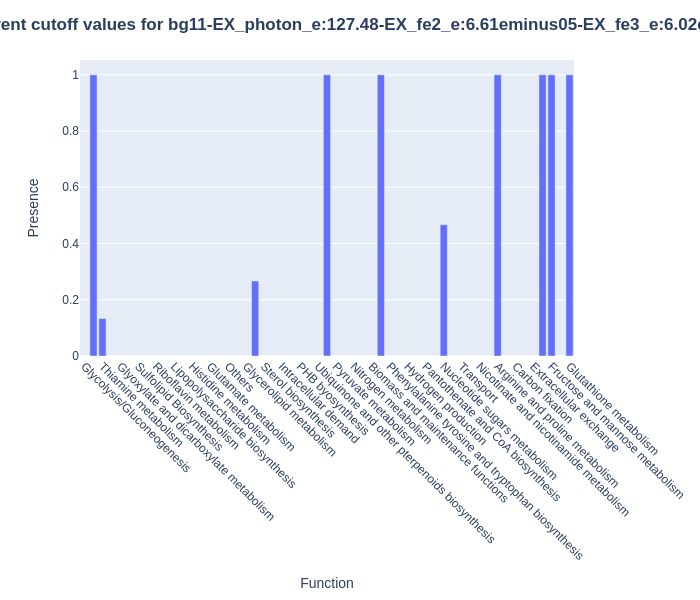 ent cutoff values for bg11-EX_photon_e:127.48-EX_fe2_e:6.61eminus05-EX_fe3_e:6.02
Presence
1
0.8
0.6
0.4
0.2
0
Glycolysis/Gluconeogenesis
Thiamine metabolism
Glyoxylate and dicarboxylate metabolism
Sulfolipid Biosynthesis
Riboflavin metabolism
Lipopolysaccharide biosynthesis
Histidine metabolism
Glutamate metabolism
Others
Glycerolipid metabolism
Sterol biosynthesis
Intracellular demand
PHB byosynthesis
Ubiquinone and other pterpenoids biosynthesis
Pyruvate metabolism
Nitrogen metabolism
Biomass and maintenance functions
Phenylalanine tyrosine and tryptophan biosynthesis
Hydrogen production
Pantothenate and CoA biosynthesis
Nucleotide sugars metabolism
Transport
Nicotinate and nicotinamide metabolism
Arginine and proline metabolism
Carbon fixation
Extracellular exchange
Fructose and mannose metabolism
Glutathione metabolism
Function